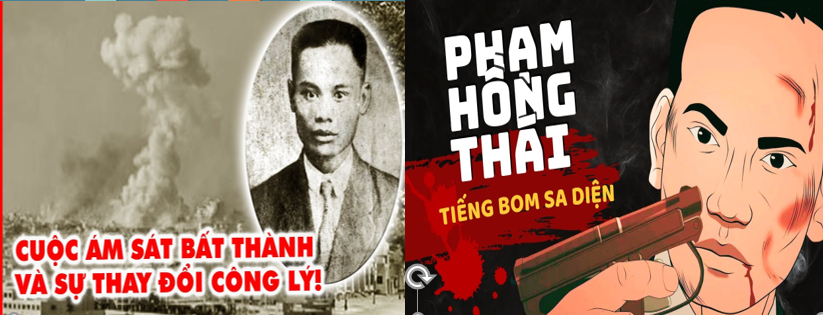 CUỘC ÁM SÁT BẤT THÀNH
VÀ SỰ THAY ĐỔI CÔNG LÝ!
PHẠM
HỒNG
THÁI
TIẾNG BOM SA DIỆN